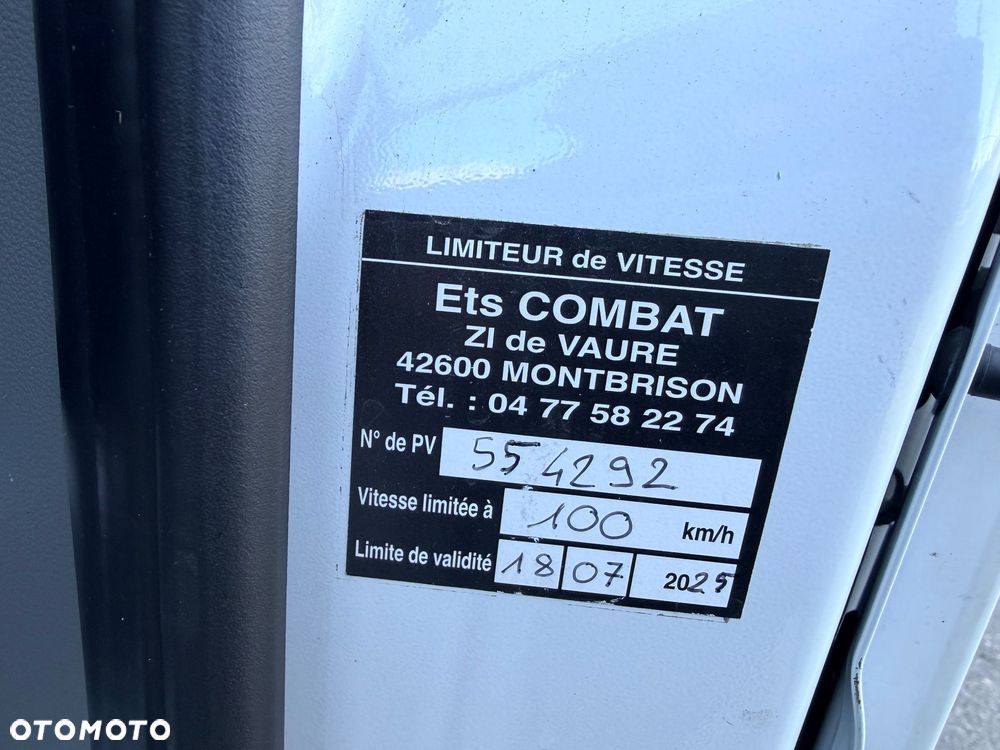 LIMITEUR de VITESSE
Ets COMBAT
ZI de VAURE
42600 MONTBRISON
Tél. : 04 77 58 22 74
N° de PV 554292
Vitesse limitée à 100 km/h
Limite de validité 18 07 2025
OTOMOTO